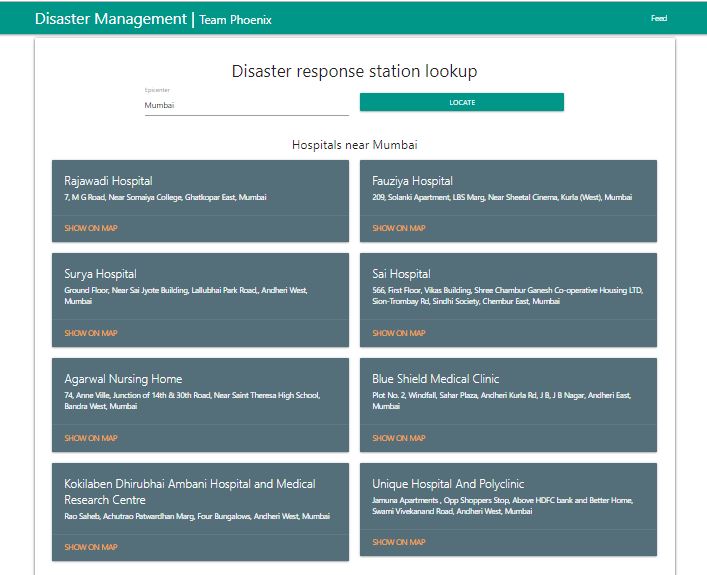 Disaster Management | Team Phoenix
Feed
Disaster response station lookup
Epicenter
Mumbai
LOCATE
Hospitals near Mumbai
Rajawadi Hospital
7, M G Road, Near Somaiya College, Ghatkopar East, Mumbai
SHOW ON MAP
Fauziya Hospital
209, Solanki Apartment, LBS Marg, Near Sheetal Cinema, Kurla (West), Mumbai
SHOW ON MAP
Surya Hospital
Ground Floor, Near Sai Jyote Building, Lallubhai Park Road,, Andheri West,
Mumbai
SHOW ON MAP
Sai Hospital
566, First Floor, Vikas Building, Shree Chambur Ganesh Co-operative Housing LTD,
Sion-Trombay Rd, Sindhi Society, Chembur East, Mumbai
SHOW ON MAP
Agarwal Nursing Home
74, Anne Ville, Junction of 14th & 30th Road, Near Saint Theresa High School,
Bandra West, Mumbai
SHOW ON MAP
Blue Shield Medical Clinic
Plot No. 2, Windfall, Sahar Plaza, Andheri Kurla Rd, J B, J B Nagar, Andheri East,
Mumbai
SHOW ON MAP
Kokilaben Dhirubhai Ambani Hospital and Medical
Research Centre
Rao Saheb, Achutrao Patwardhan Marg, Four Bungalows, Andheri West, Mumbai
SHOW ON MAP
Unique Hospital And Polyclinic
Jamuna Apartments , Opp Shoppers Stop, Above HDFC bank and Better Home,
Swami Vivekanand Road, Andheri West, Mumbai
SHOW ON MAP